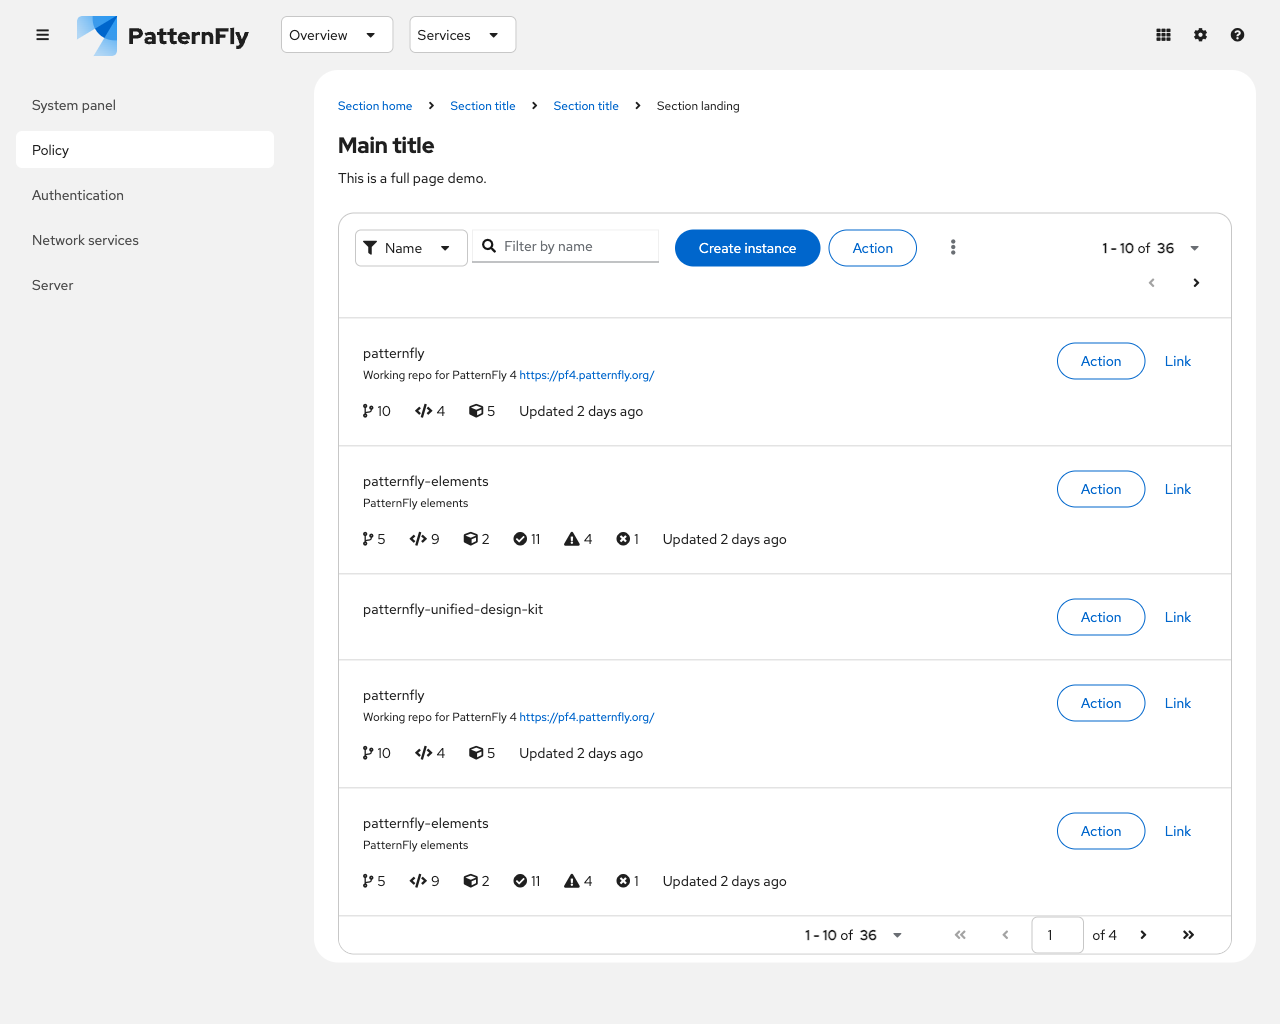 PatternFly
Overview
Services
System panel
Policy
Authentication
Network services
Server
Section home
Section title
Section title
Section landing
Main title
This is a full page demo.
Name
Filter by name
Create instance
Action
1 - 10 of 36
patternfly
Working repo for PatternFly 4 https://pf4.patternfly.org/
10 4 5 Updated 2 days ago
Action Link
patternfly-elements
PatternFly elements
5 9 2 11 4 1 Updated 2 days ago
Action Link
patternfly-unified-design-kit
Action Link
patternfly
Working repo for PatternFly 4 https://pf4.patternfly.org/
10 4 5 Updated 2 days ago
Action Link
patternfly-elements
PatternFly elements
5 9 2 11 4 1 Updated 2 days ago
Action Link
1 - 10 of 36
1 of 4